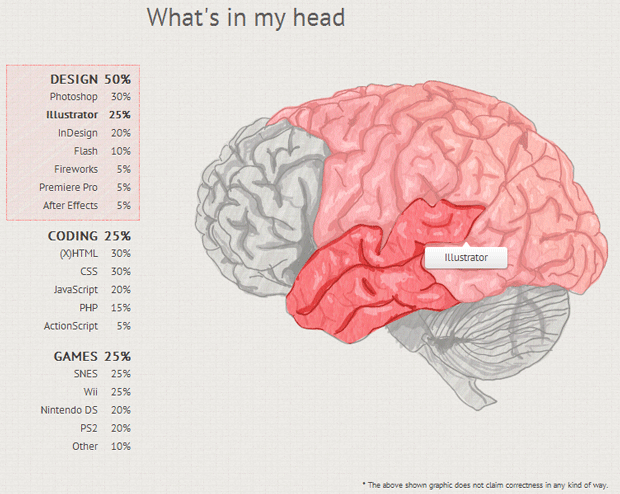 What's in my head
DESIGN 50%
Photoshop 30%
Illustrator 25%
InDesign 20%
Flash 10%
Fireworks 5%
Premiere Pro 5%
After Effects 5%
CODING 25%
(X)HTML 30%
CSS 30%
JavaScript 20%
PHP 15%
ActionScript 5%
GAMES 25%
SNES 25%
Wii 25%
Nintendo DS 20%
PS2 20%
Other 10%
Illustrator
* The above shown graphic does not claim correctness in any kind of way.